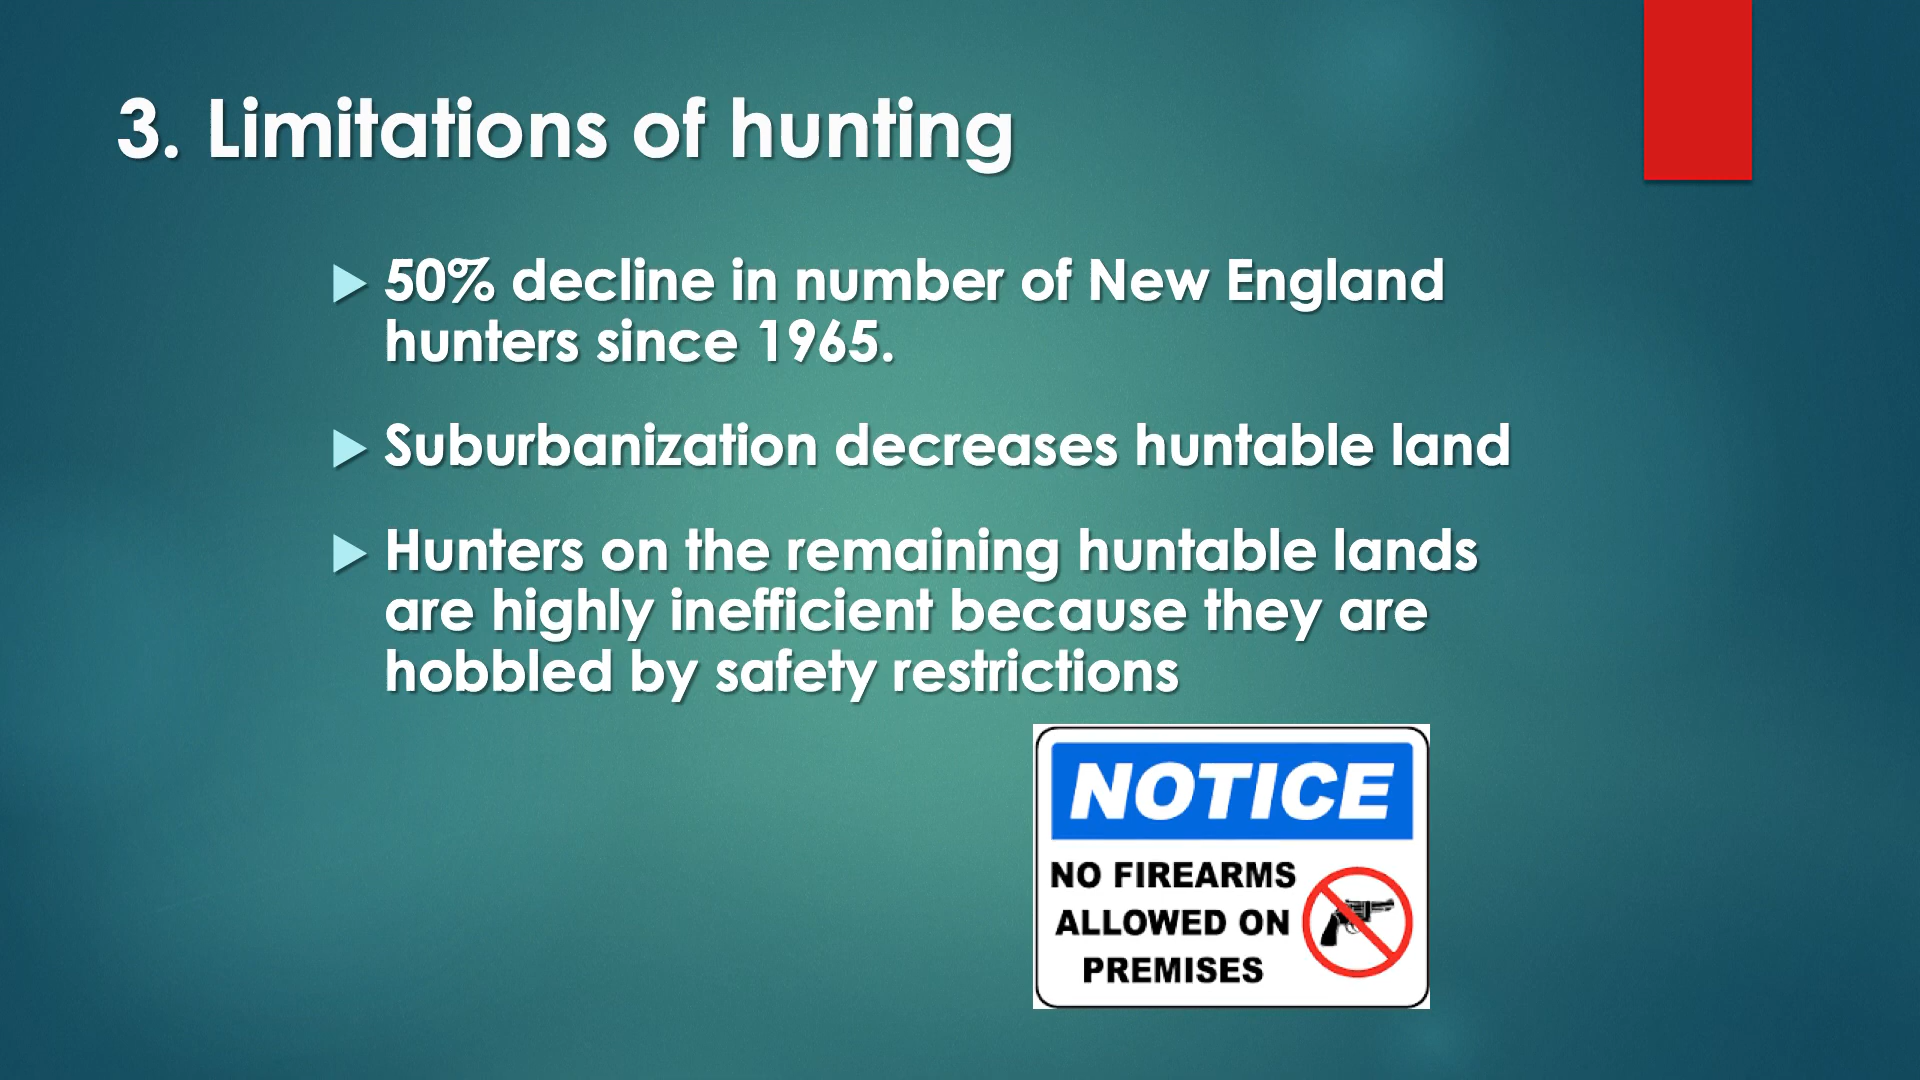 3. Limitations of hunting
50% decline in number of New England
hunters since 1965.
Suburbanization decreases huntable land
Hunters on the remaining huntable lands
are highly inefficient because they are
hobbled by safety restrictions
NOTICE
NO FIREARMS
ALLOWED ON
PREMISES